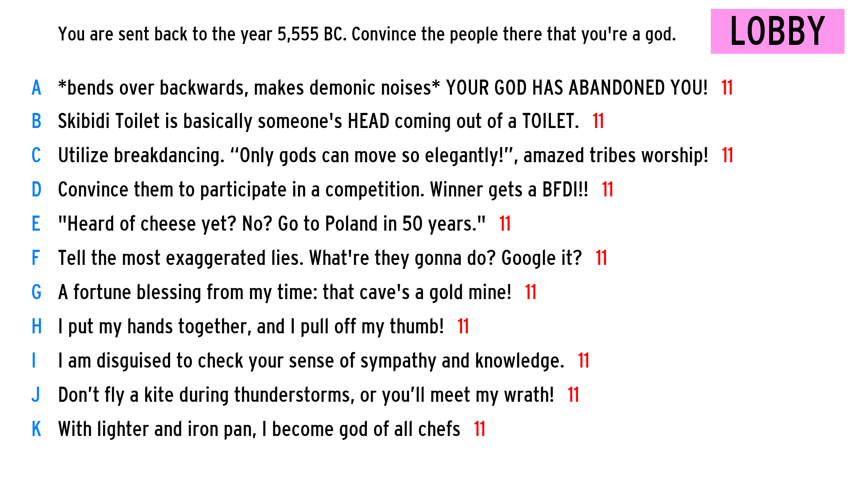 You are sent back to the year 5,555 BC. Convince the people there that you're a god.
LOBBY
A *bends over backwards, makes demonic noises* YOUR GOD HAS ABANDONED YOU! 11
B Skibidi Toilet is basically someone's HEAD coming out of a TOILET. 11
C Utilize breakdancing. “Only gods can move so elegantly!”, amazed tribes worship! 11
D Convince them to participate in a competition. Winner gets a BFDI!! 11
E "Heard of cheese yet? No? Go to Poland in 50 years." 11
F Tell the most exaggerated lies. What're they gonna do? Google it? 11
G A fortune blessing from my time: that cave's a gold mine! 11
H I put my hands together, and I pull off my thumb! 11
I I am disguised to check your sense of sympathy and knowledge. 11
J Don’t fly a kite during thunderstorms, or you’ll meet my wrath! 11
K With lighter and iron pan, I become god of all chefs 11